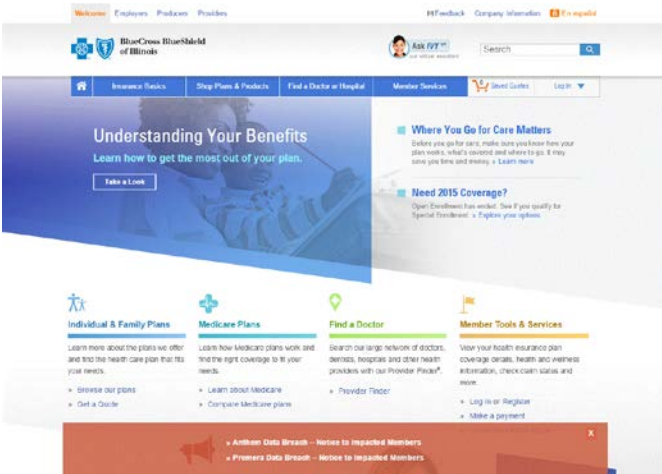 Welcome Employers Producers Providers
Feedback Company Information En español
BlueCross BlueShield
of Illinois
Ask IVY
our virtual assistant
Search
Insurance Basics Shop Plans & Products Find a Doctor or Hospital Member Services 0 Saved Quotes Log In
Understanding Your Benefits
Learn how to get the most out of your plan.
Take a Look
Where You Go for Care Matters
Before you go for care, make sure you know how your
plan works, what's covered and where to go. It may
save you time and money. » Learn more
Need 2015 Coverage?
Open Enrollment has ended. See if you qualify for
Special Enrollment. » Explore your options
Individual & Family Plans
Learn more about the plans we offer
and find the health care plan that fits
your needs.
» Browse our plans
» Get a Quote
Medicare Plans
Learn how Medicare plans work and
find the right coverage to fit your
needs.
» Learn about Medicare
» Compare Medicare plans
Find a Doctor
Search our large network of doctors,
dentists, hospitals and other health
providers with our Provider Finder®.
» Provider Finder
Member Tools & Services
View your health insurance plan
coverage details, health and wellness
information, check claim status and
more.
» Log In or Register
» Make a payment
X
» Anthem Data Breach – Notice to Impacted Members
» Premera Data Breach – Notice to Impacted Members